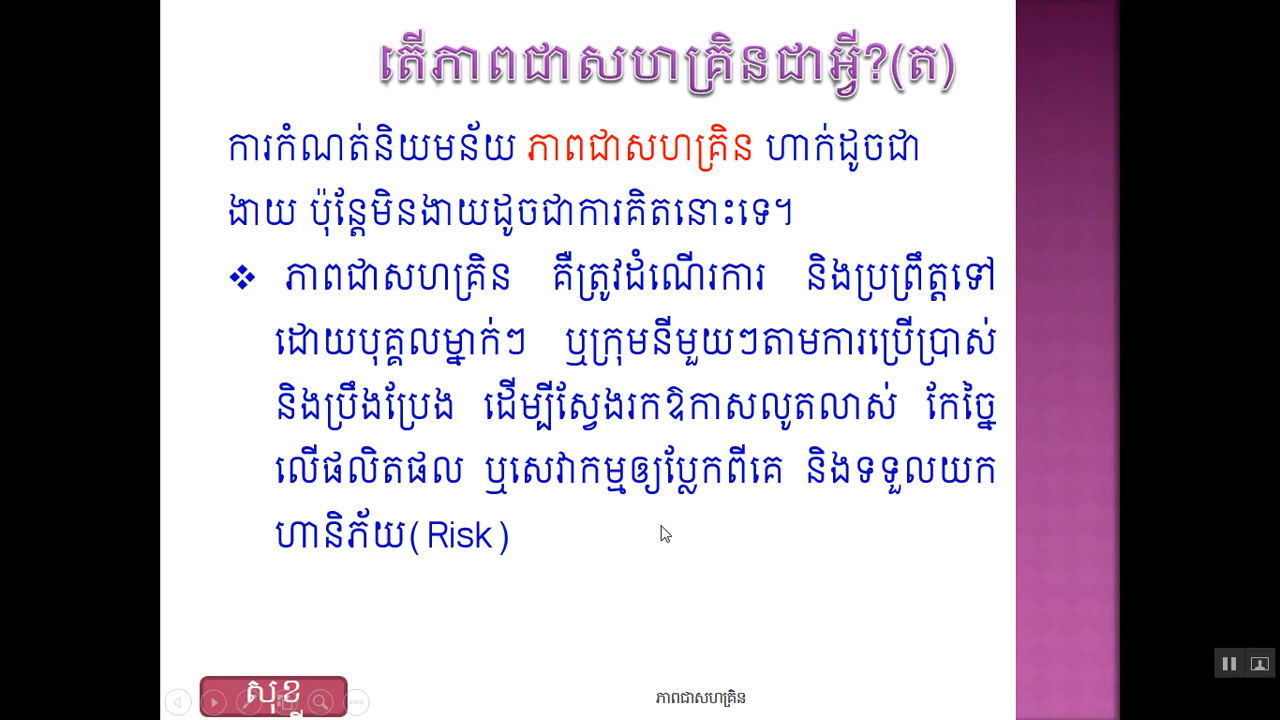 តើភាពជាសហគ្រិនជាអ្វី?(ត)
ការកំណត់និយមន័យ ភាពជាសហគ្រិន ហាក់ដូចជា
ងាយ ប៉ុន្តែមិនងាយដូចជាការគិតនោះទេ។
❖ ភាពជាសហគ្រិន គឺត្រូវដំណើរការ និងប្រព្រឹត្តទៅ
ដោយបុគ្គលម្នាក់ៗ ឬក្រុមនីមួយៗតាមការប្រើប្រាស់
និងប្រឹងប្រែង ដើម្បីស្វែងរកឱកាសលូតលាស់ កែច្នៃ
លើផលិតផល ឬសេវាកម្មឲ្យប្លែកពីគេ និងទទួលយក
ហានិភ័យ(Risk)
សុខ
ភាពជាសហគ្រិន